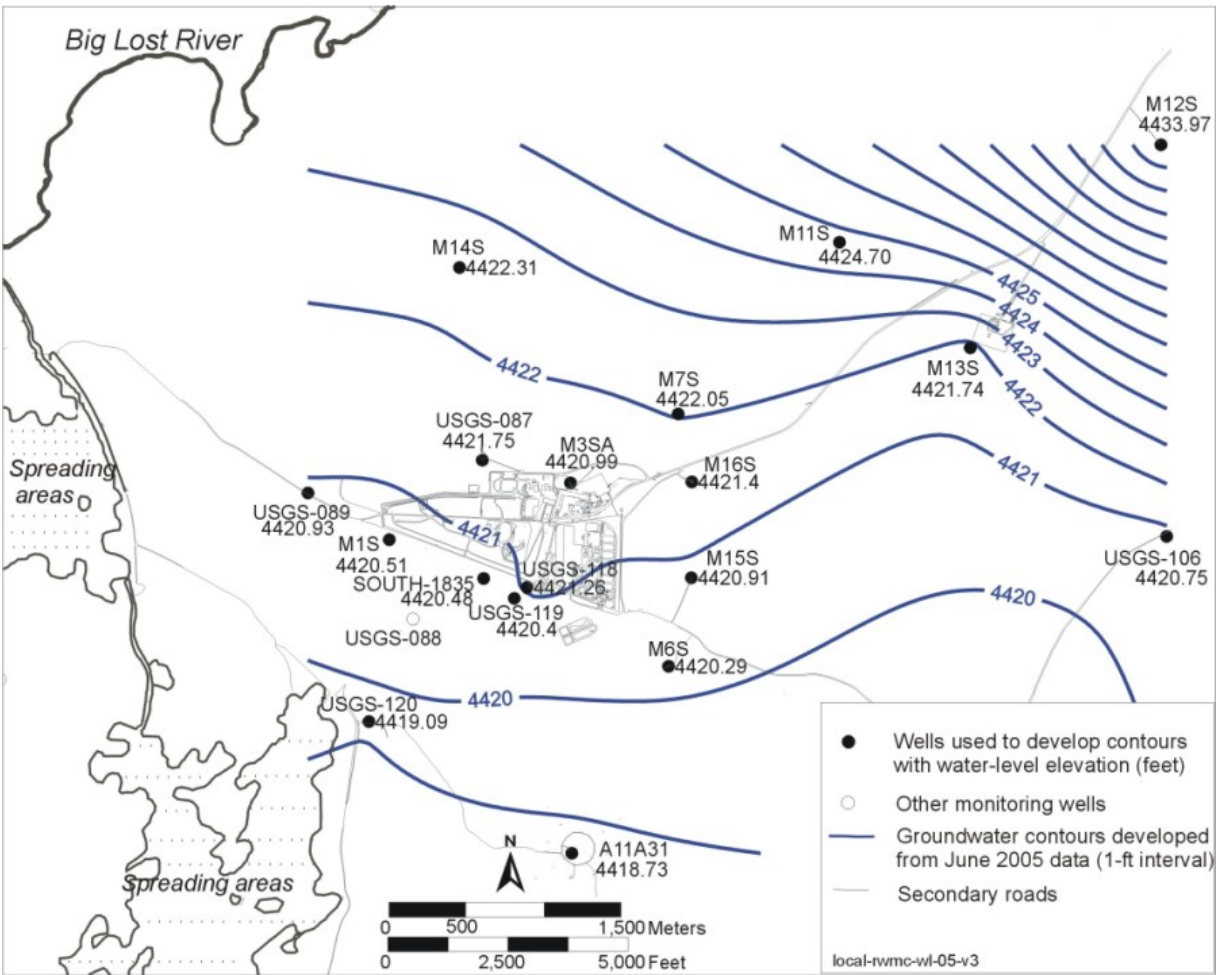 Big Lost River
M12S
4433.97
M11S
4424.70
M14S
4422.31
4425
4424
4423
4422
M13S
4421.74
4422
M7S
4422.05
USGS-087
4421.75
M3SA
4420.99
M16S
4421.4
4421
Spreading
areas
USGS-089
4420.93
4421
M1S
4420.51
SOUTH-1835
4420.48
USGS-118
4421.26
USGS-119
4420.4
M15S
4420.91
USGS-106
4420.75
4420
USGS-088
M6S
4420.29
4420
USGS-120
4419.09
A11A31
4418.73
Spreading areas
N
0 500 1,500 Meters
0 2,500 5,000 Feet
Wells used to develop contours
with water-level elevation (feet)
Other monitoring wells
Groundwater contours developed
from June 2005 data (1-ft interval)
Secondary roads
local-rwmc-wl-05-v3